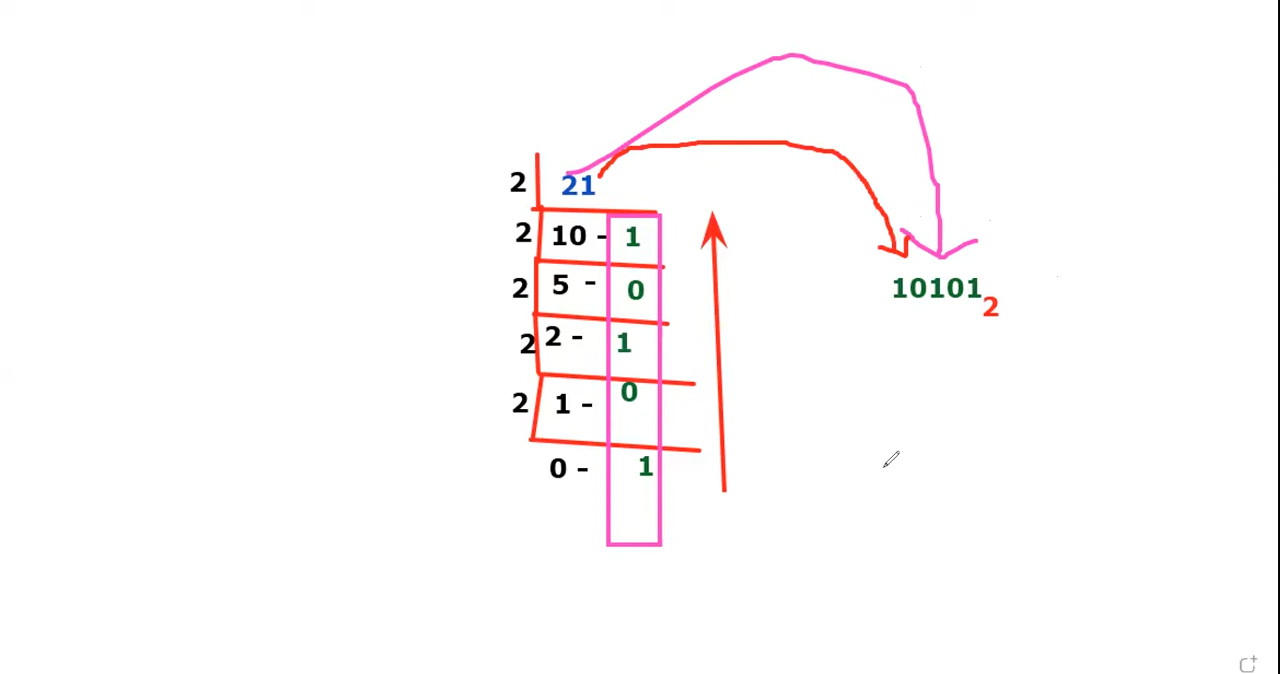 2 21
2 10 - 1
2 5 - 0
2 2 - 1
2 1 - 0
0 - 1
10101₂